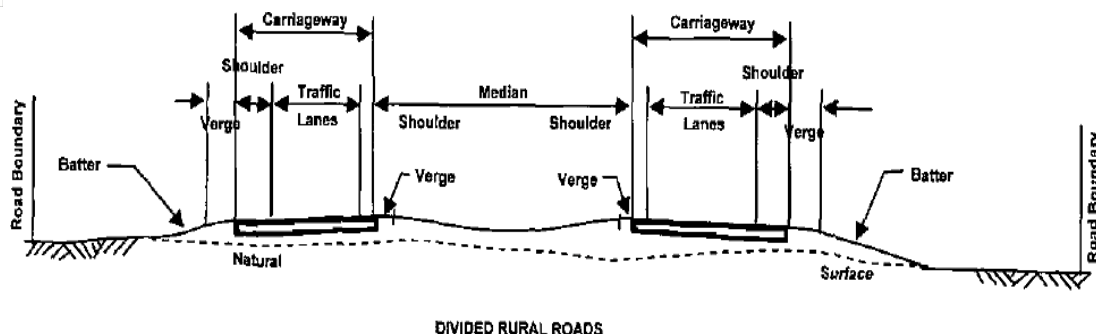 Carriageway
Carriageway
Shoulder
Shoulder
Traffic
Lanes
Median
Traffic
Lanes
Verge
Shoulder
Shoulder
Verge
Road Boundary
Batter
Verge
Verge
Batter
Road Boundary
Natural
Surface
DIVIDED RURAL ROADS